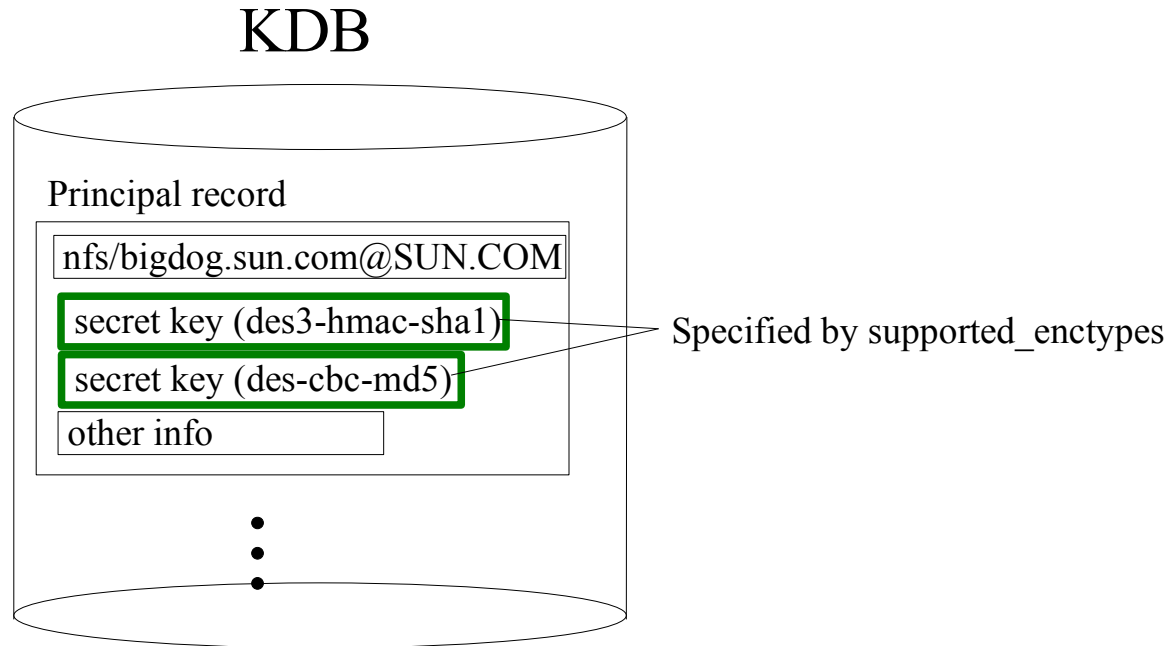 KDB
Principal record
nfs/bigdog.sun.com@SUN.COM
secret key (des3-hmac-sha1)
Specified by supported_enctypes
secret key (des-cbc-md5)
other info